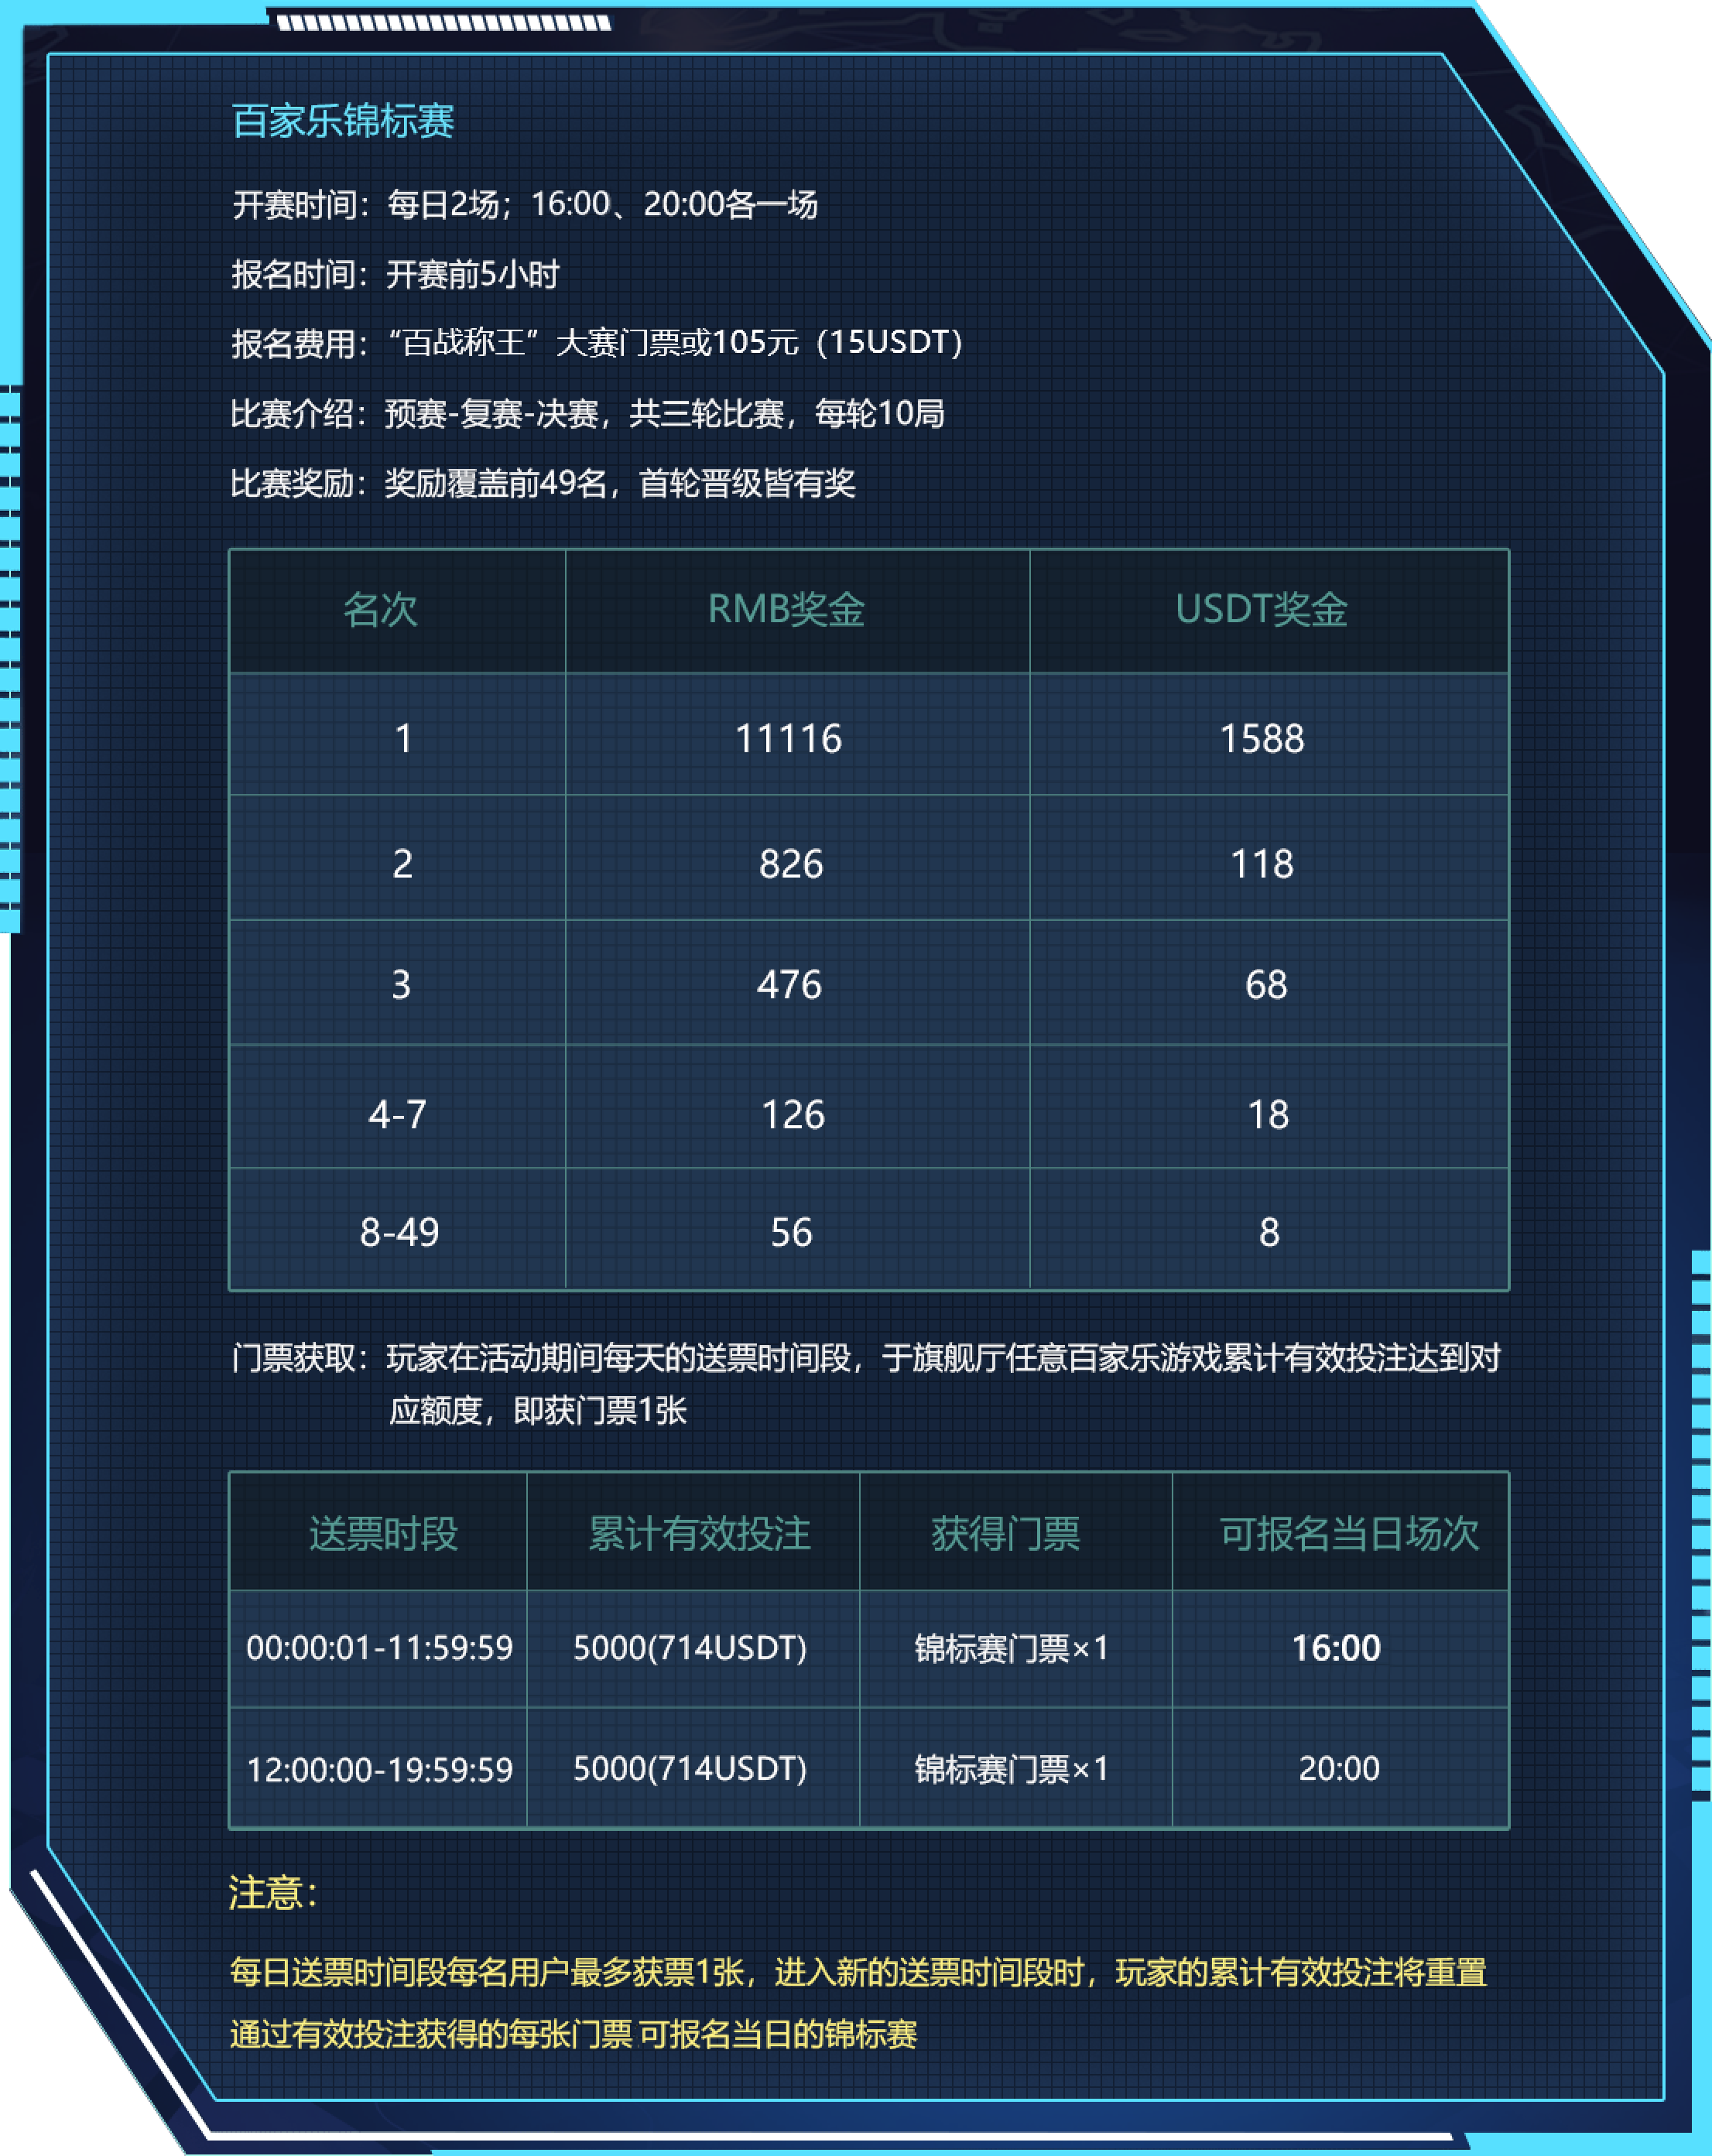 百家乐锦标赛
开赛时间：每日2场；16:00、20:00各一场
报名时间：开赛前5小时
报名费用：“百战称王”大赛门票或105元（15USDT）
比赛介绍：预赛-复赛-决赛，共三轮比赛，每轮10局
比赛奖励：奖励覆盖前49名，首轮晋级皆有奖
名次 RMB奖金 USDT奖金
1 11116 1588
2 826 118
3 476 68
4-7 126 18
8-49 56 8
门票获取：玩家在活动期间每天的送票时间段，于旗舰厅任意百家乐游戏累计有效投注达到对
应额度，即获门票1张
送票时段 累计有效投注 获得门票 可报名当日场次
00:00:01-11:59:59 5000(714USDT) 锦标赛门票×1 16:00
12:00:00-19:59:59 5000(714USDT) 锦标赛门票×1 20:00
注意：
每日送票时间段每名用户最多获票1张，进入新的送票时间段时，玩家的累计有效投注将重置
通过有效投注获得的每张门票 可报名当日的锦标赛